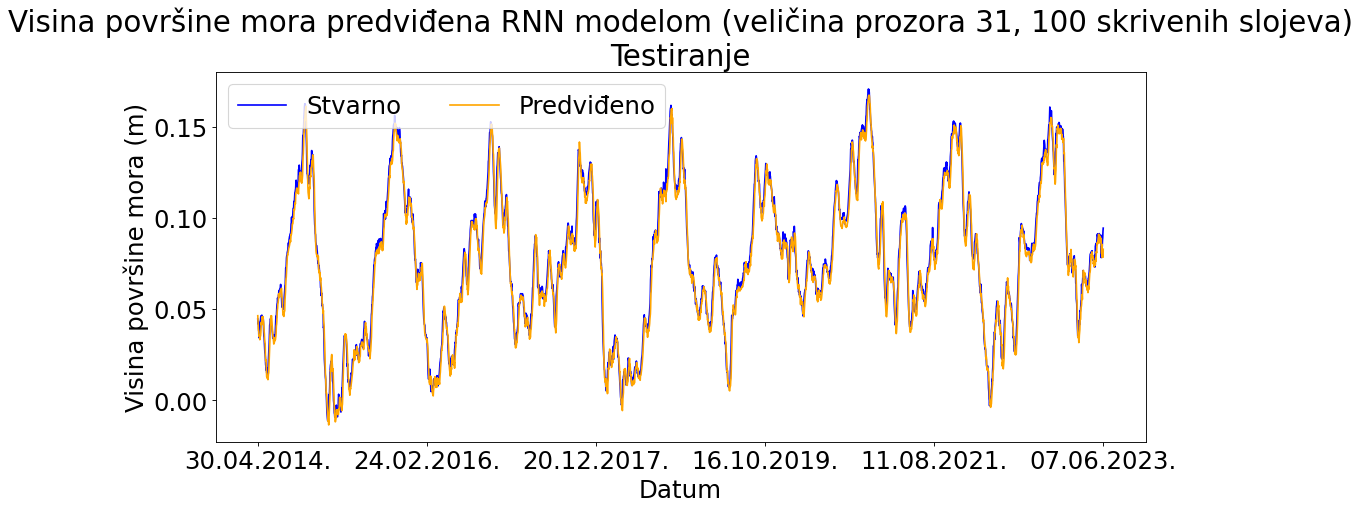 Visina površine mora predviđena RNN modelom (veličina prozora 31, 100 skrivenih slojeva)
Testiranje
Stvarno
Predviđeno
Visina površine mora (m)
0.15
0.10
0.05
0.00
30.04.2014.
24.02.2016.
20.12.2017.
16.10.2019.
11.08.2021.
07.06.2023.
Datum